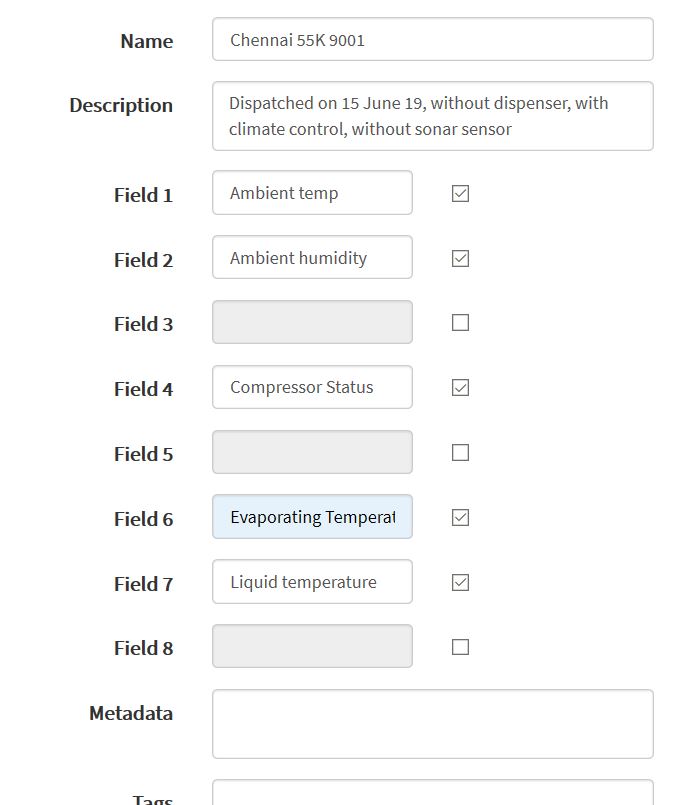 Name
Chennai 55K 9001
Description
Dispatched on 15 June 19, without dispenser, with
climate control, without sonar sensor
Field 1
Ambient temp
Field 2
Ambient humidity
Field 3
Field 4
Compressor Status
Field 5
Field 6
Evaporating Temperat
Field 7
Liquid temperature
Field 8
Metadata
Tags